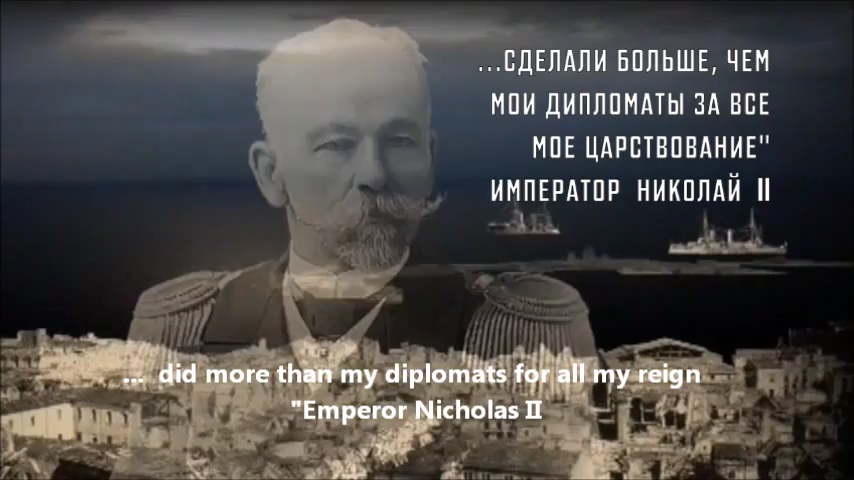 ...СДЕЛАЛИ БОЛЬШЕ, ЧЕМ
МОИ ДИПЛОМАТЫ ЗА ВСЕ
МОЕ ЦАРСТВОВАНИЕ"
ИМПЕРАТОР НИКОЛАЙ II
... did more than my diplomats for all my reign
"Emperor Nicholas II